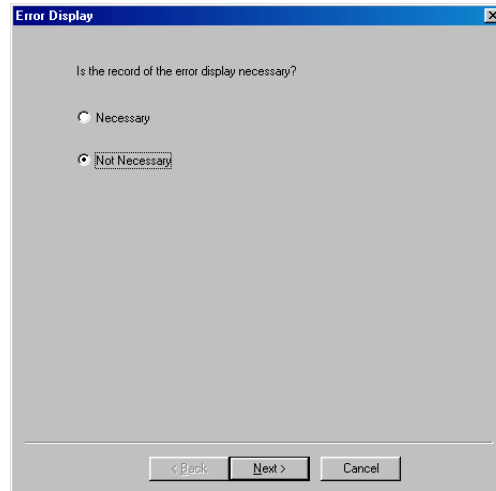 Error Display
Is the record of the error display necessary?
Necessary
Not Necessary
< Back Next > Cancel